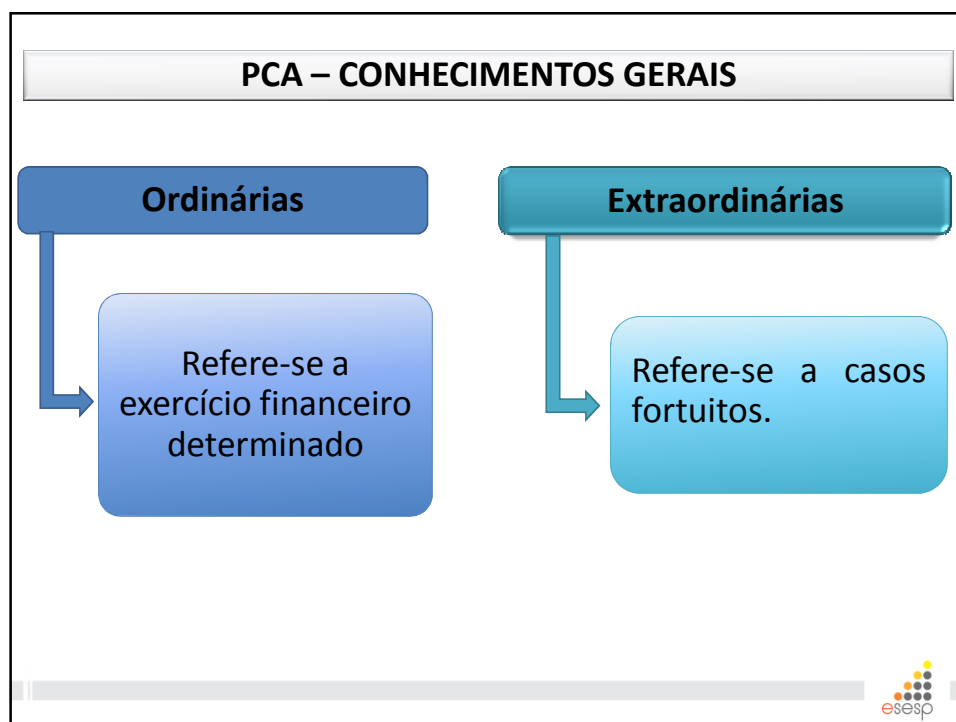 PCA – CONHECIMENTOS GERAIS
Ordinárias
Refere-se a
exercício financeiro
determinado
Extraordinárias
Refere-se a casos
fortuitos.
esesp